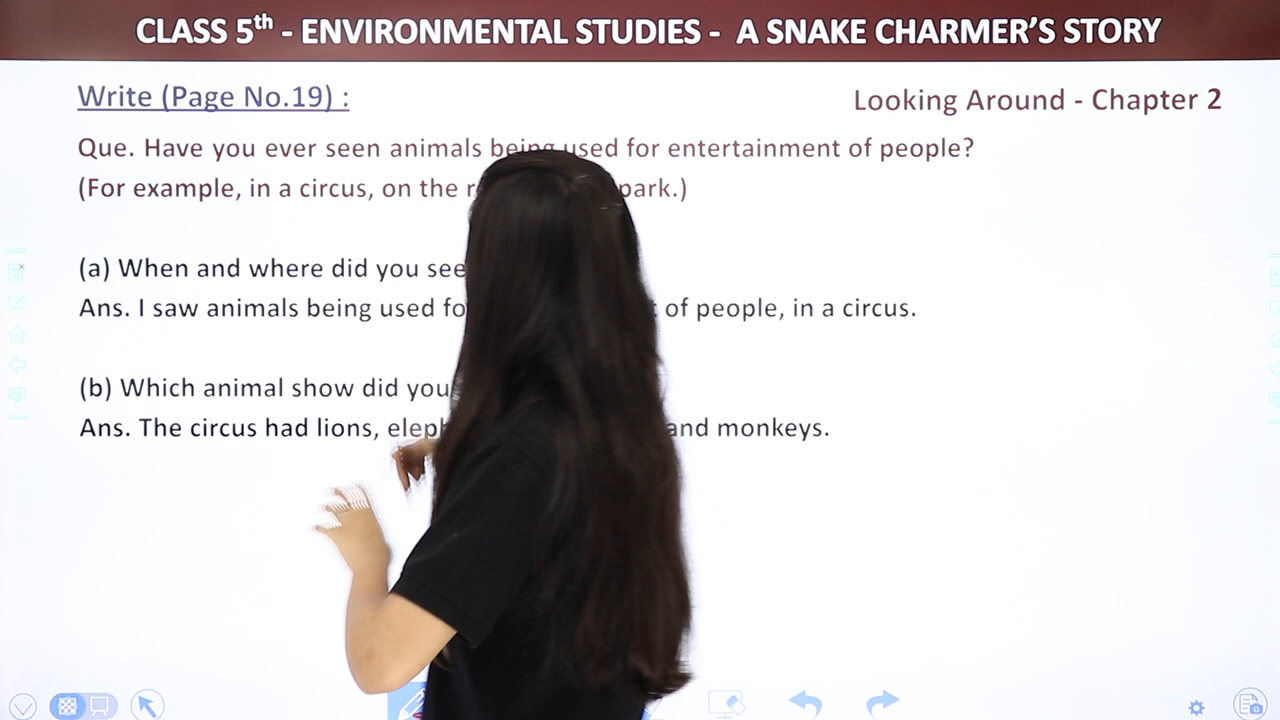 CLASS 5th - ENVIRONMENTAL STUDIES - A SNAKE CHARMER'S STORY
Write (Page No.19) :
Looking Around - Chapter 2
Que. Have you ever seen animals being used for entertainment of people?
(For example, in a circus, on the park.)
(a) When and where did you see
Ans. I saw animals being used of people, in a circus.
(b) Which animal show did you
Ans. The circus had lions, and monkeys.